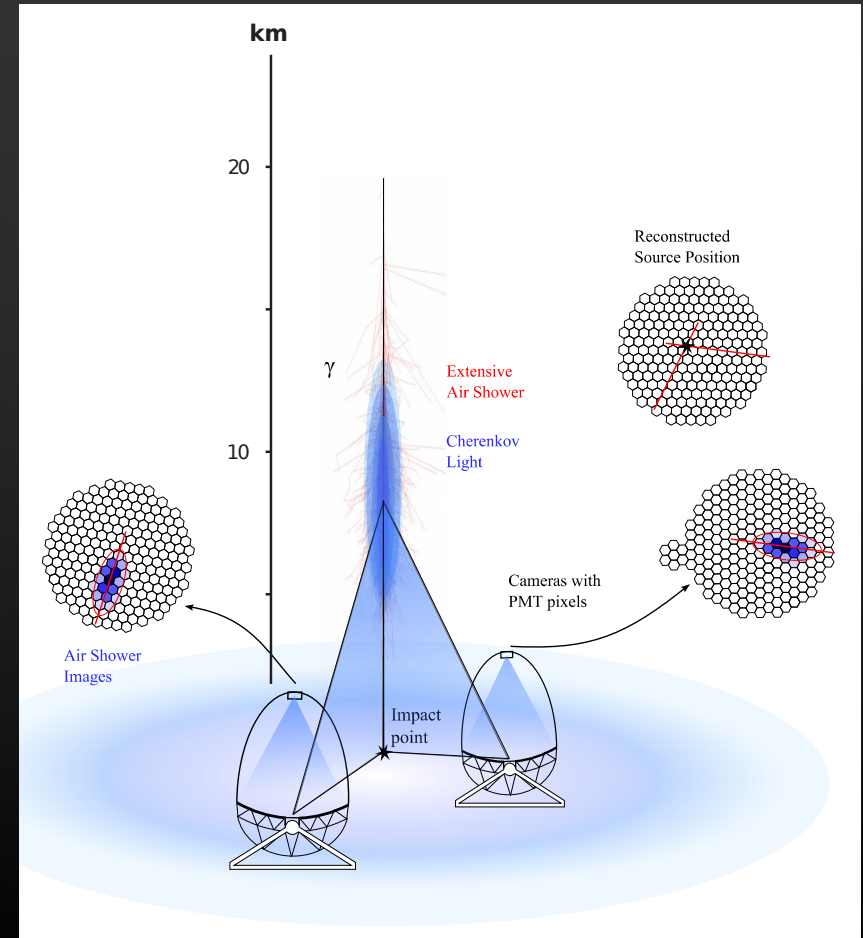 km
20
Reconstructed
Source Position
γ
Extensive
Air Shower
10
Cherenkov
Light
Cameras with
PMT pixels
Air Shower
Images
Impact
point